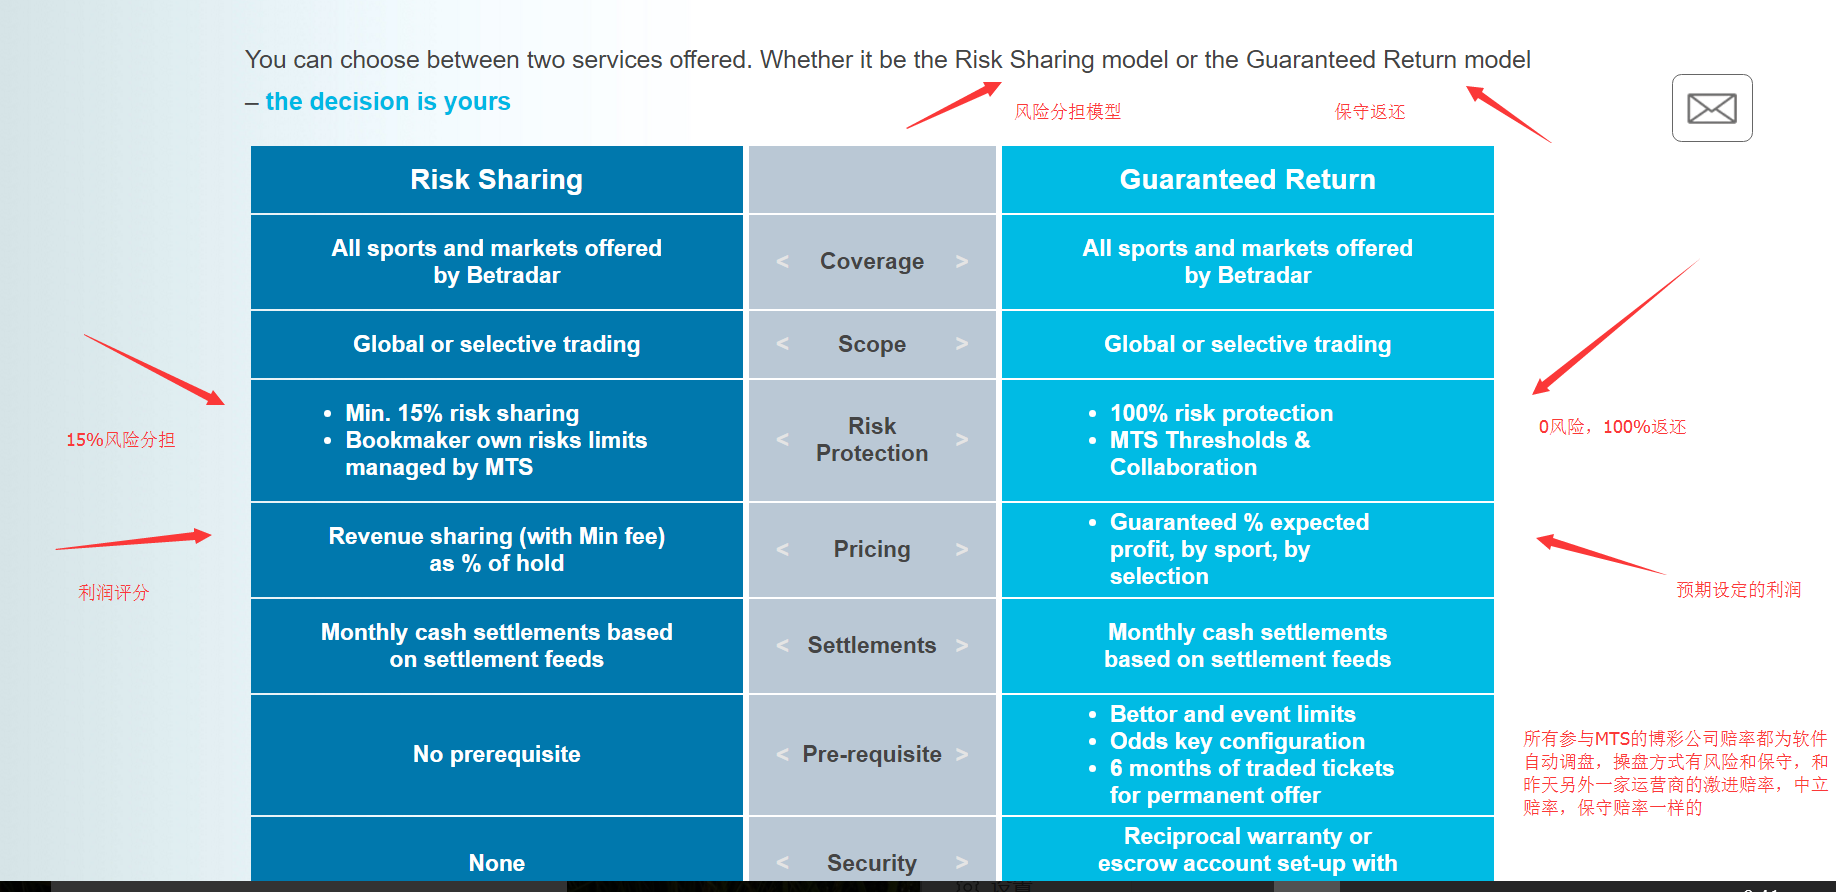 You can choose between two services offered. Whether it be the Risk Sharing model or the Guaranteed Return model
– the decision is yours
风险分担模型
保守返还
Risk Sharing
Guaranteed Return
All sports and markets offered
by Betradar
< Coverage >
All sports and markets offered
by Betradar
Global or selective trading
< Scope >
Global or selective trading
• Min. 15% risk sharing
• Bookmaker own risks limits
managed by MTS
< Risk
Protection >
• 100% risk protection
• MTS Thresholds &
Collaboration
15%风险分担
0风险，100%返还
Revenue sharing (with Min fee)
as % of hold
< Pricing >
• Guaranteed % expected
profit, by sport, by
selection
利润评分
预期设定的利润
Monthly cash settlements based
on settlement feeds
< Settlements >
Monthly cash settlements
based on settlement feeds
No prerequisite
< Pre-requisite >
• Bettor and event limits
• Odds key configuration
• 6 months of traded tickets
for permanent offer
所有参与MTS的博彩公司赔率都为软件
自动调盘，操盘方式有风险和保守，和
昨天另外一家运营商的激进赔率，中立
赔率，保守赔率一样的
None
< Security >
Reciprocal warranty or
escrow account set-up with